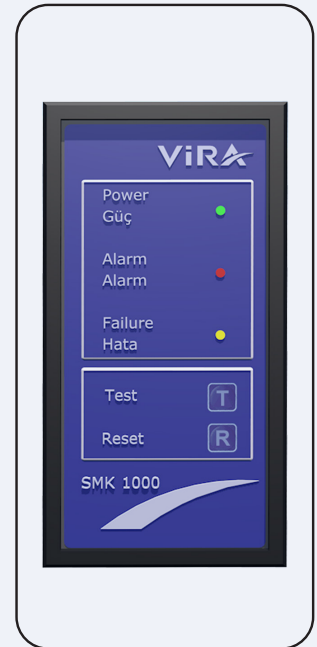 ViRA
Power
Güç
Alarm
Alarm
Failure
Hata
Test T
Reset R
SMK 1000